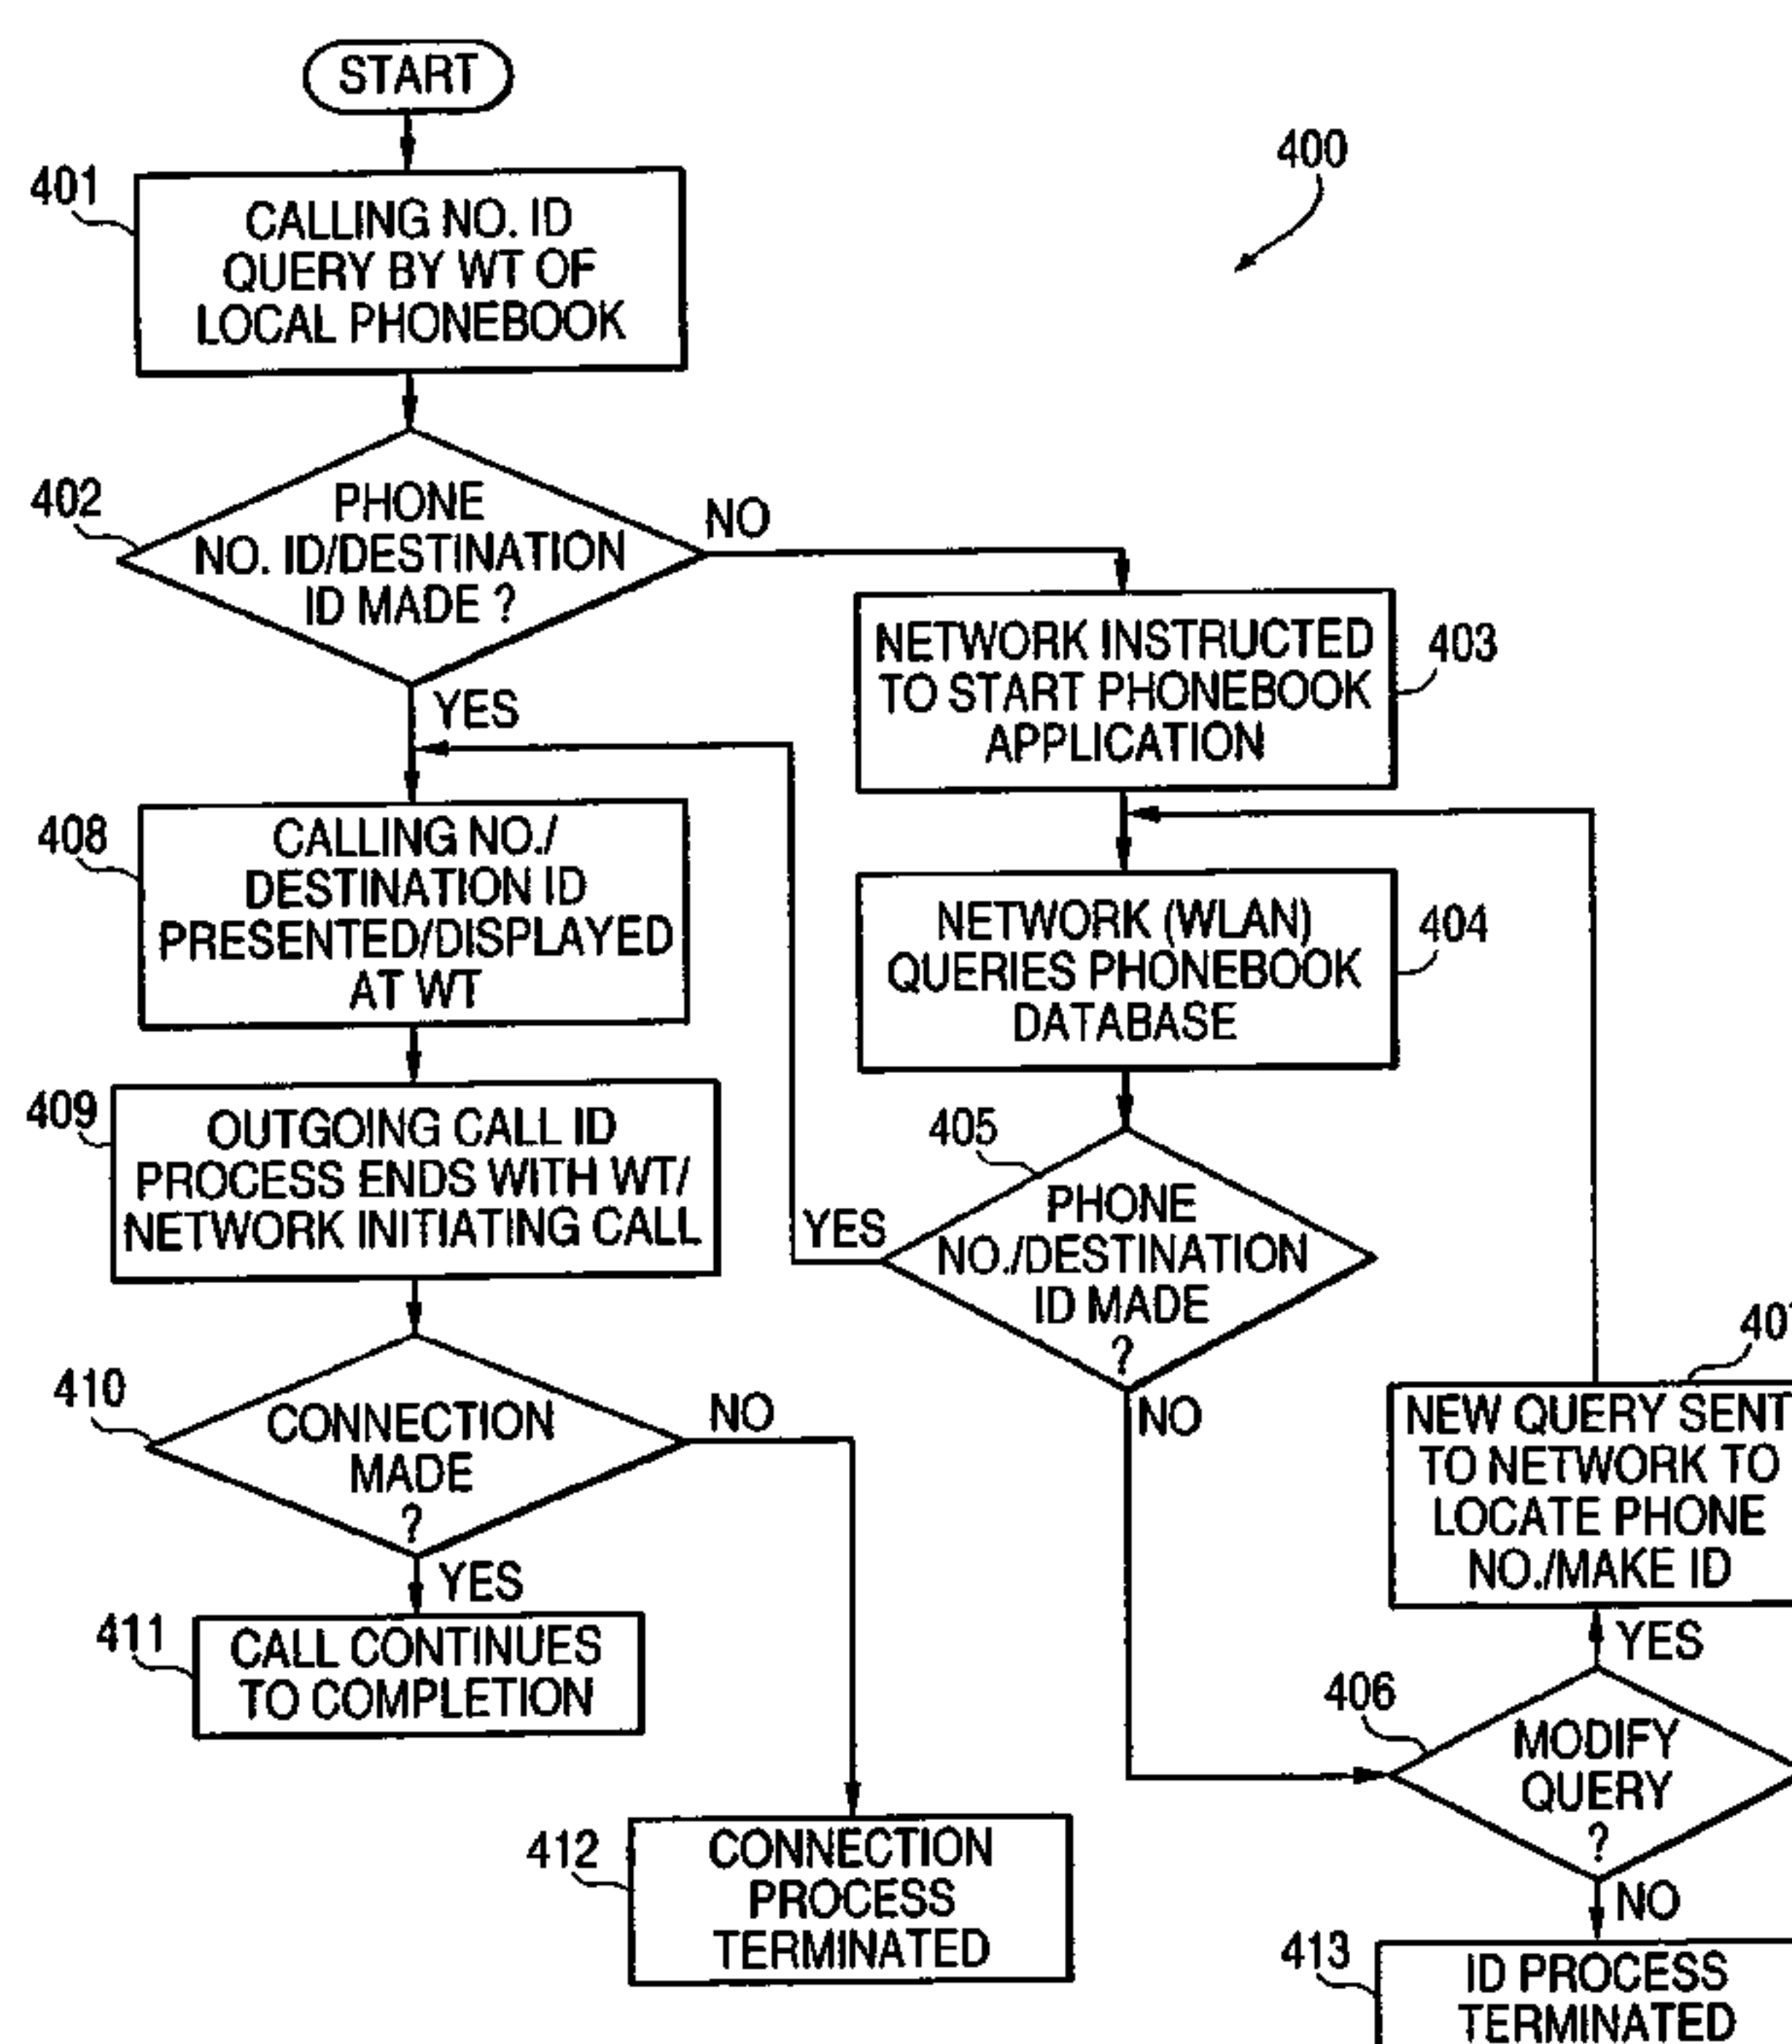 START
400
401
CALLING NO. ID
QUERY BY WT OF
LOCAL PHONEBOOK
402
PHONE
NO. ID/DESTINATION
ID MADE ?
NO
YES
NETWORK INSTRUCTED
TO START PHONEBOOK
APPLICATION
403
408
CALLING NO./
DESTINATION ID
PRESENTED/DISPLAYED
AT WT
NETWORK (WLAN)
QUERIES PHONEBOOK
DATABASE
404
409
OUTGOING CALL ID
PROCESS ENDS WITH WT/
NETWORK INITIATING CALL
405
PHONE
NO./DESTINATION
ID MADE
?
YES
NO
410
CONNECTION
MADE
?
NO
YES
NEW QUERY SENT
TO NETWORK TO
LOCATE PHONE
NO./MAKE ID
411
CALL CONTINUES
TO COMPLETION
YES
406
MODIFY
QUERY
?
NO
412
CONNECTION
PROCESS
TERMINATED
413
ID PROCESS
TERMINATED